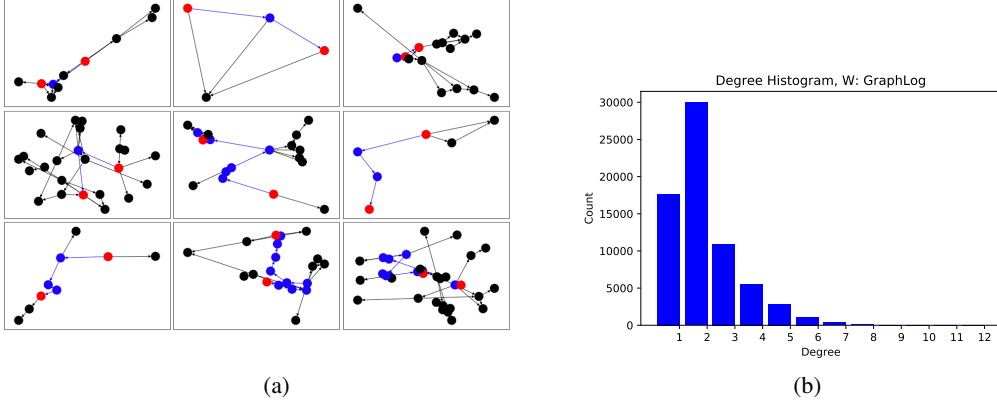 Degree Histogram, W: GraphLog
30000
25000
20000
15000
10000
5000
0
Count
1 2 3 4 5 6 7 8 9 10 11 12
Degree
(a)
(b)